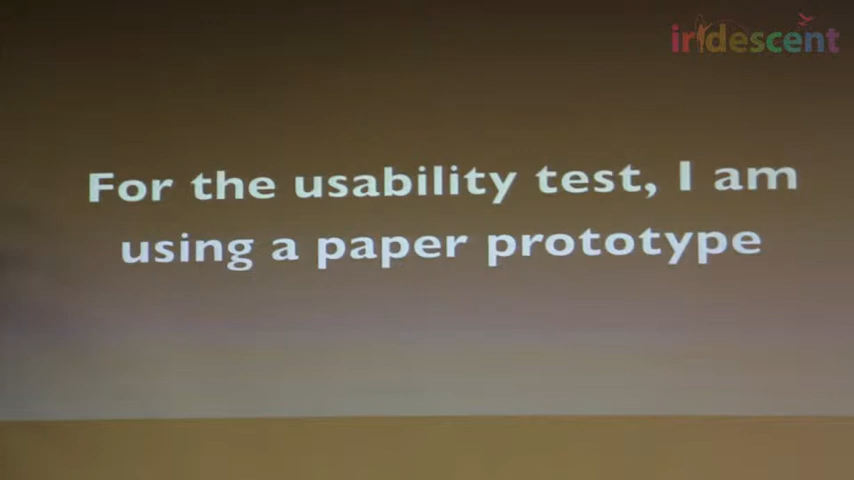 iridescent
For the usability test, I am
using a paper prototype